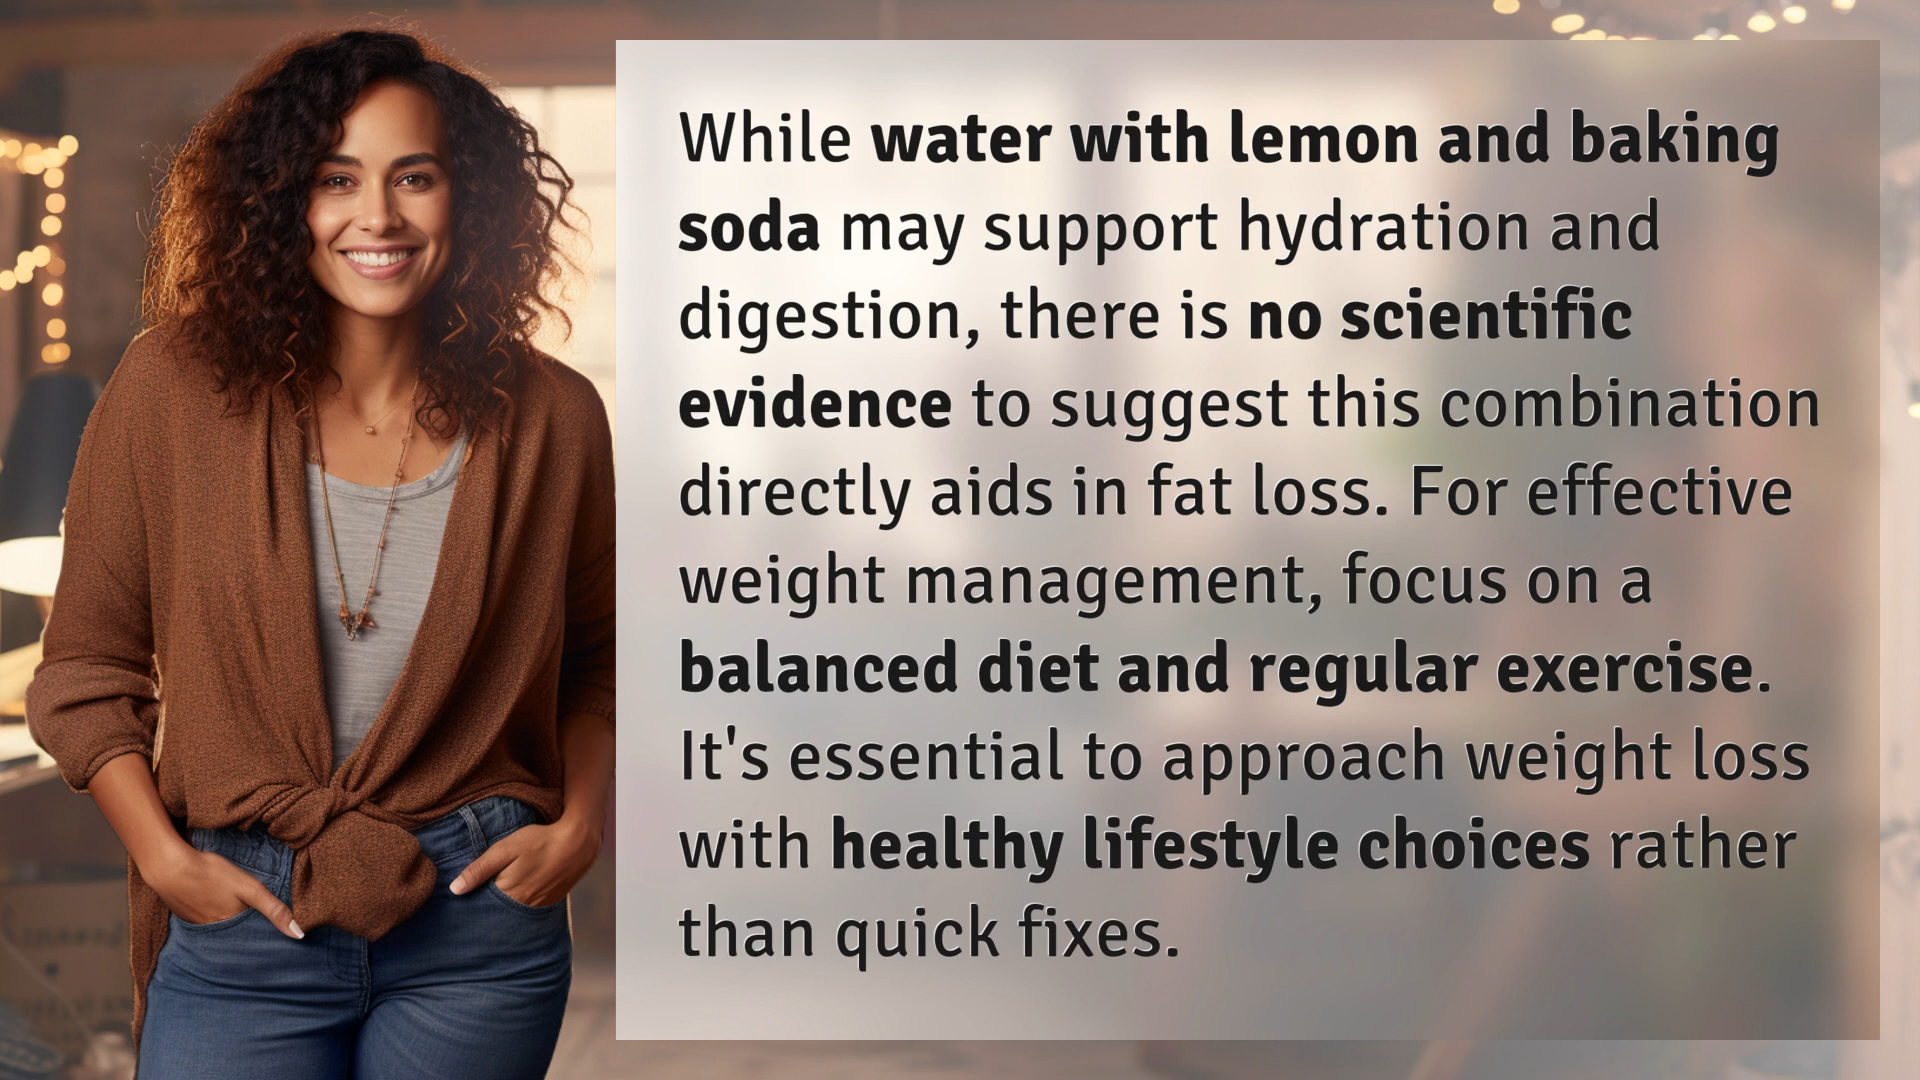 While water with lemon and baking
soda may support hydration and
digestion, there is no scientific
evidence to suggest this combination
directly aids in fat loss. For effective
weight management, focus on a
balanced diet and regular exercise.
It's essential to approach weight loss
with healthy lifestyle choices rather
than quick fixes.